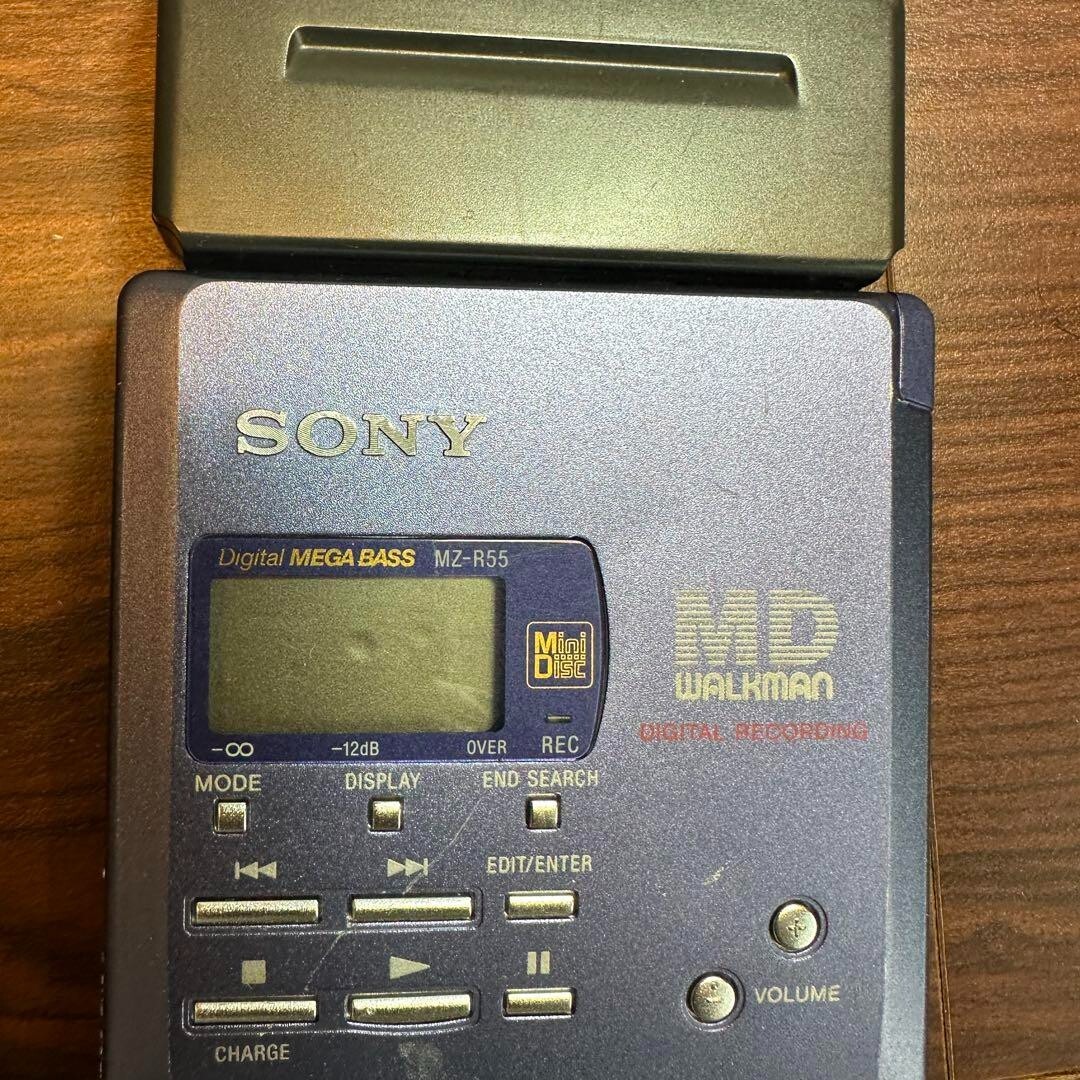 SONY
Digital MEGA BASS MZ-R55
Mini
Disc
MD
WALKMAN
DIGITAL RECORDING
-∞ -12dB OVER REC
MODE DISPLAY END SEARCH
EDIT/ENTER
VOLUME
CHARGE